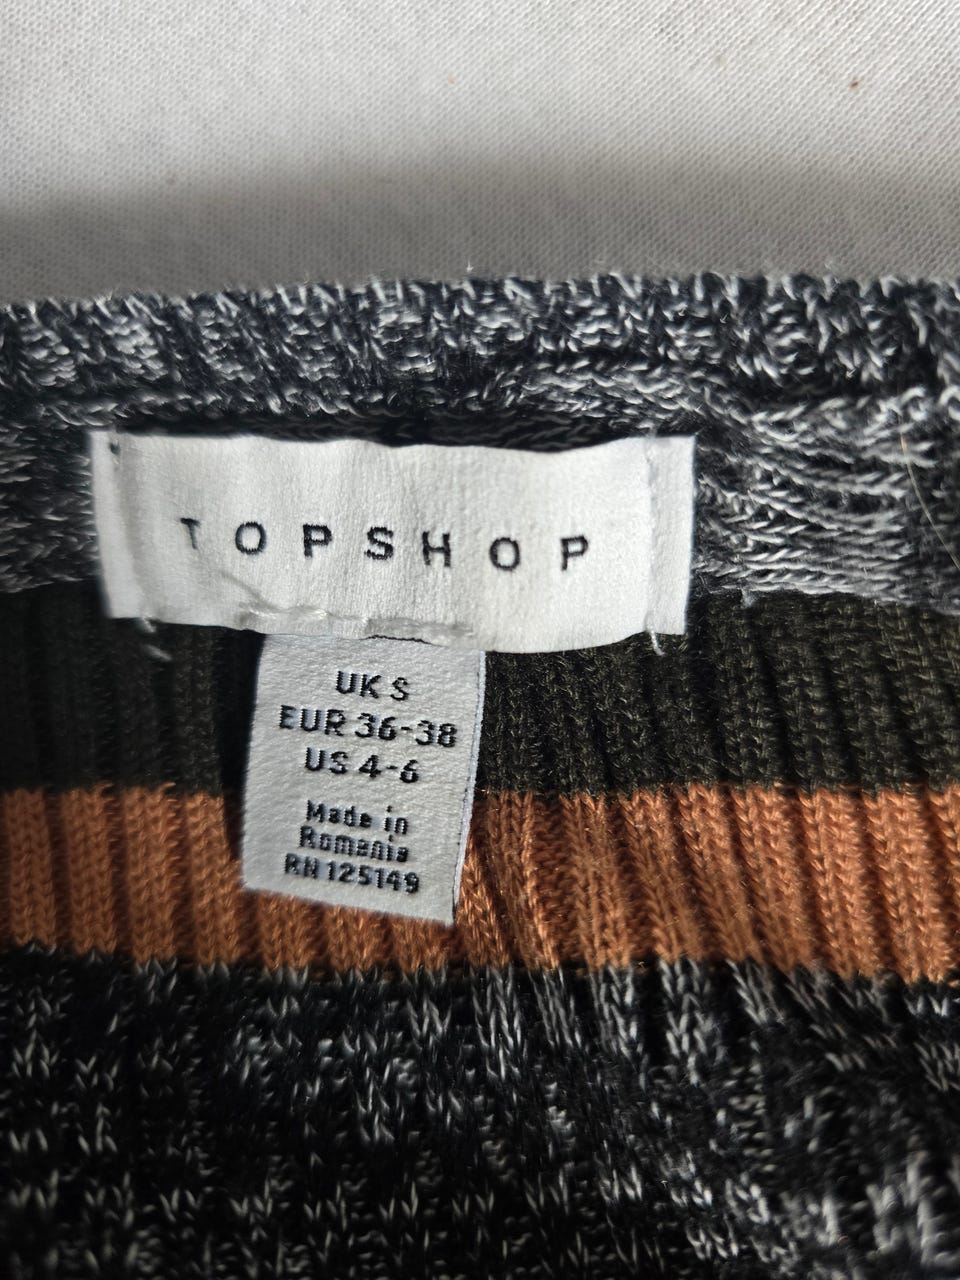 TOPSHOP
UK S
EUR 36-38
US 4-6
Made in
Romania
RN 125149